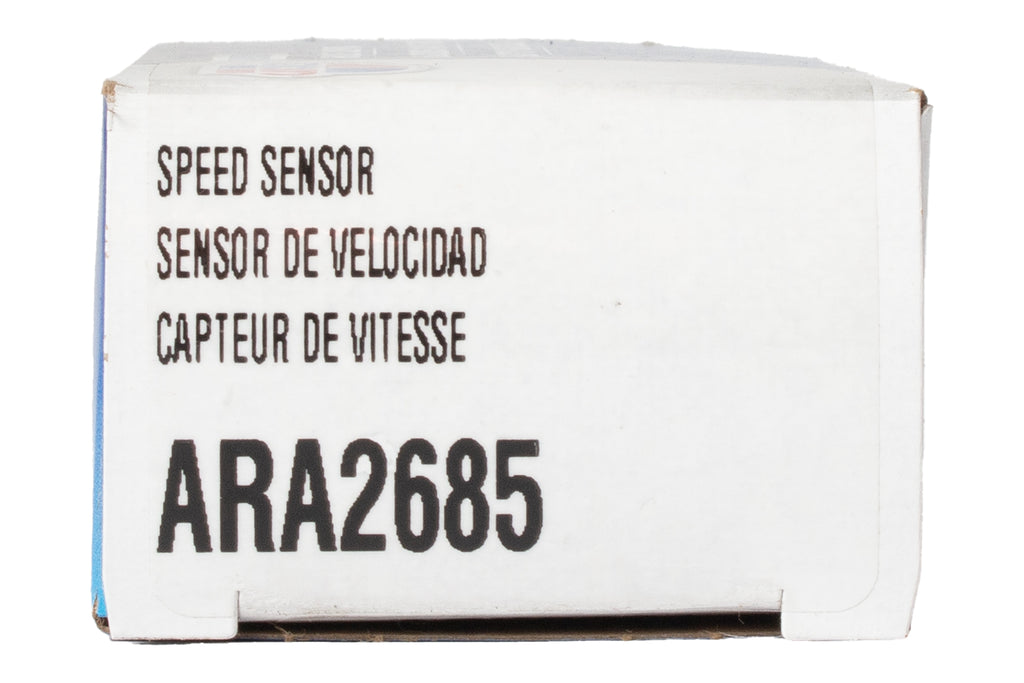 SPEED SENSOR
SENSOR DE VELOCIDAD
CAPTEUR DE VITESSE
ARA2685